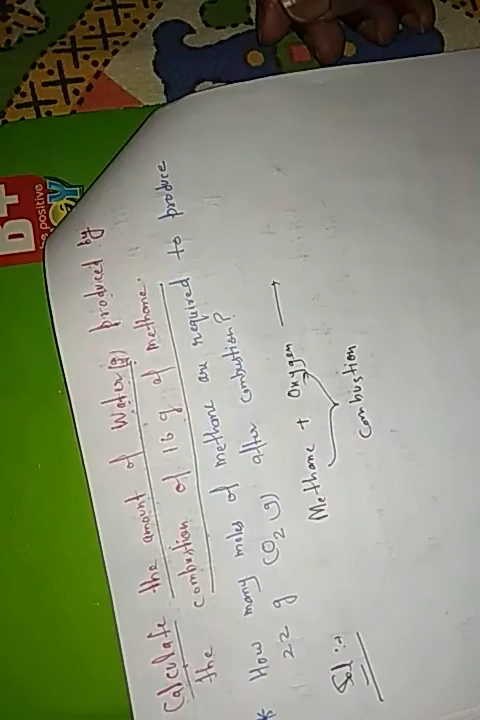 Calculate the amount of Water(g) produced by
the combustion of 16 g of methane.
* How many moles of methane are required to produce
22 g CO2 (g) after combustion?
Sol :→ Methane + Oxygen →
Combustion
B+
be positive